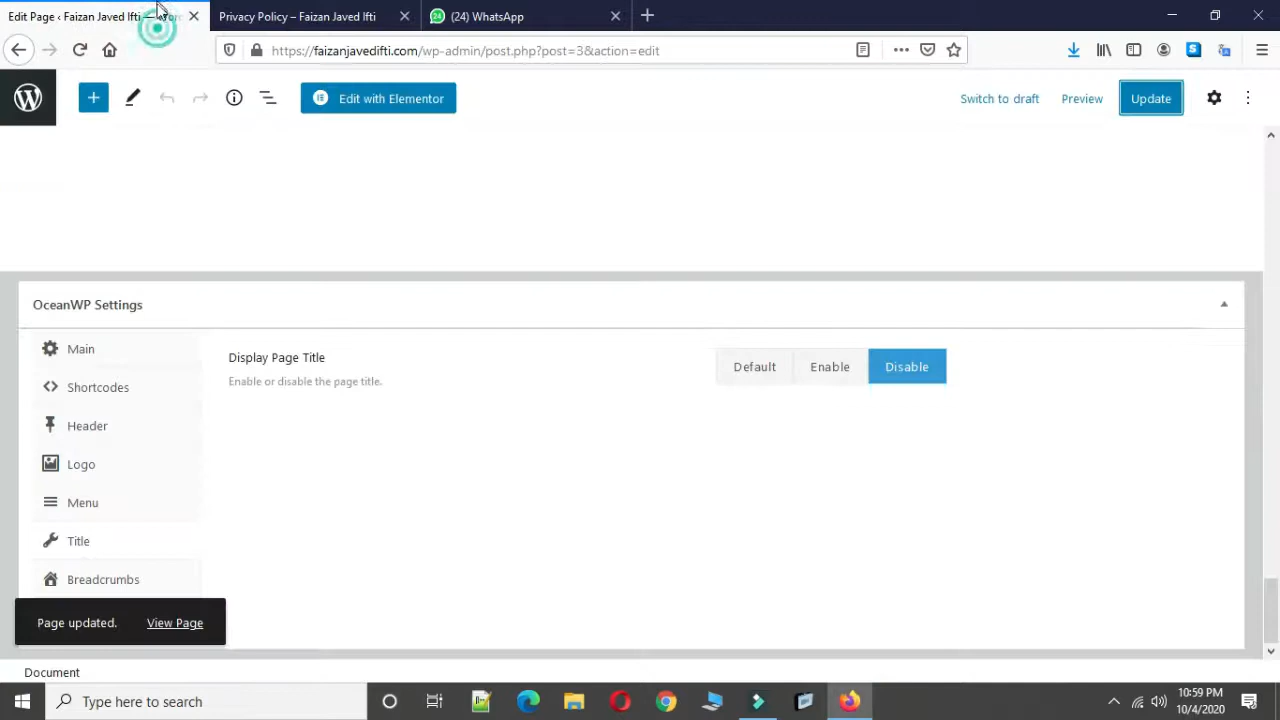 Edit Page ‹ Faizan Javed Ifti —
Privacy Policy – Faizan Javed Ifti
(24) WhatsApp
https://faizanjavedifti.com/wp-admin/post.php?post=3&action=edit
Edit with Elementor
Switch to draft
Preview
Update
OceanWP Settings
Main
Display Page Title
Default
Enable
Disable
Enable or disable the page title.
Shortcodes
Header
Logo
Menu
Title
Breadcrumbs
Page updated.
View Page
Document
Type here to search
10:59 PM
10/4/2020